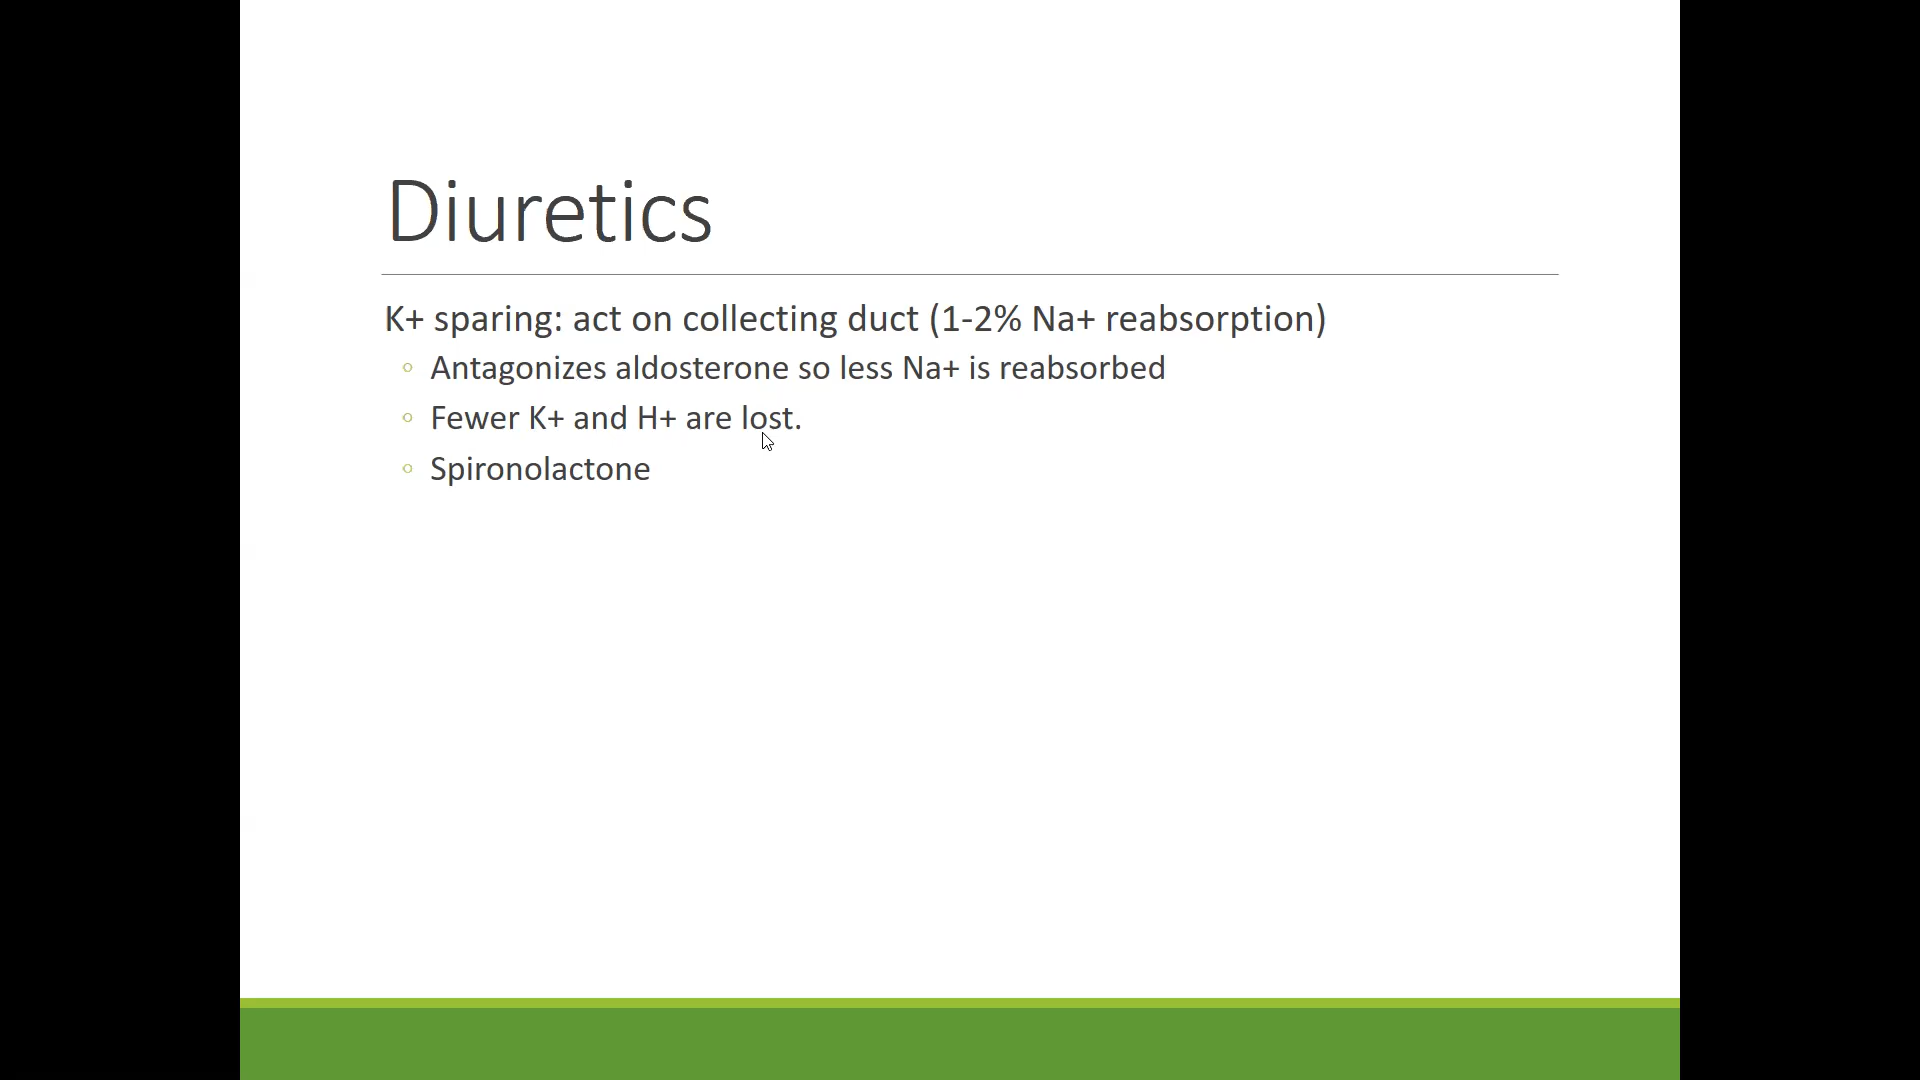 Diuretics
K+ sparing: act on collecting duct (1-2% Na+ reabsorption)
Antagonizes aldosterone so less Na+ is reabsorbed
Fewer K+ and H+ are lost.
Spironolactone